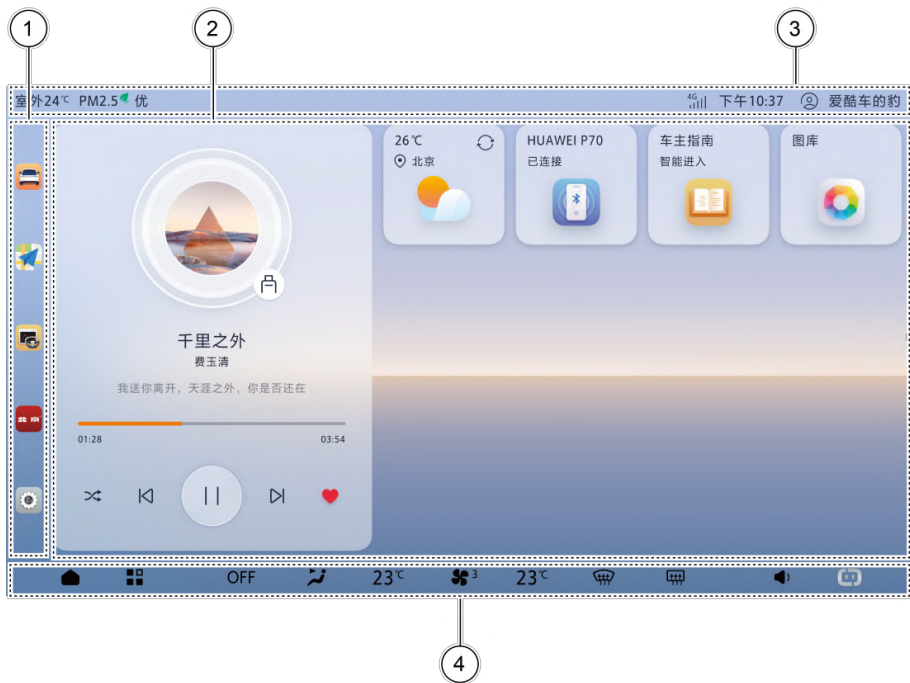 1
2
3
室外24℃ PM2.5 优
4G 下午10:37 爱酷车的豹
26℃
北京
HUAWEI P70
已连接
车主指南
智能进入
图库
千里之外
费玉清
我送你离开，天涯之外，你是否还在
01:28
03:54
北京
OFF
23℃
3
23℃
4